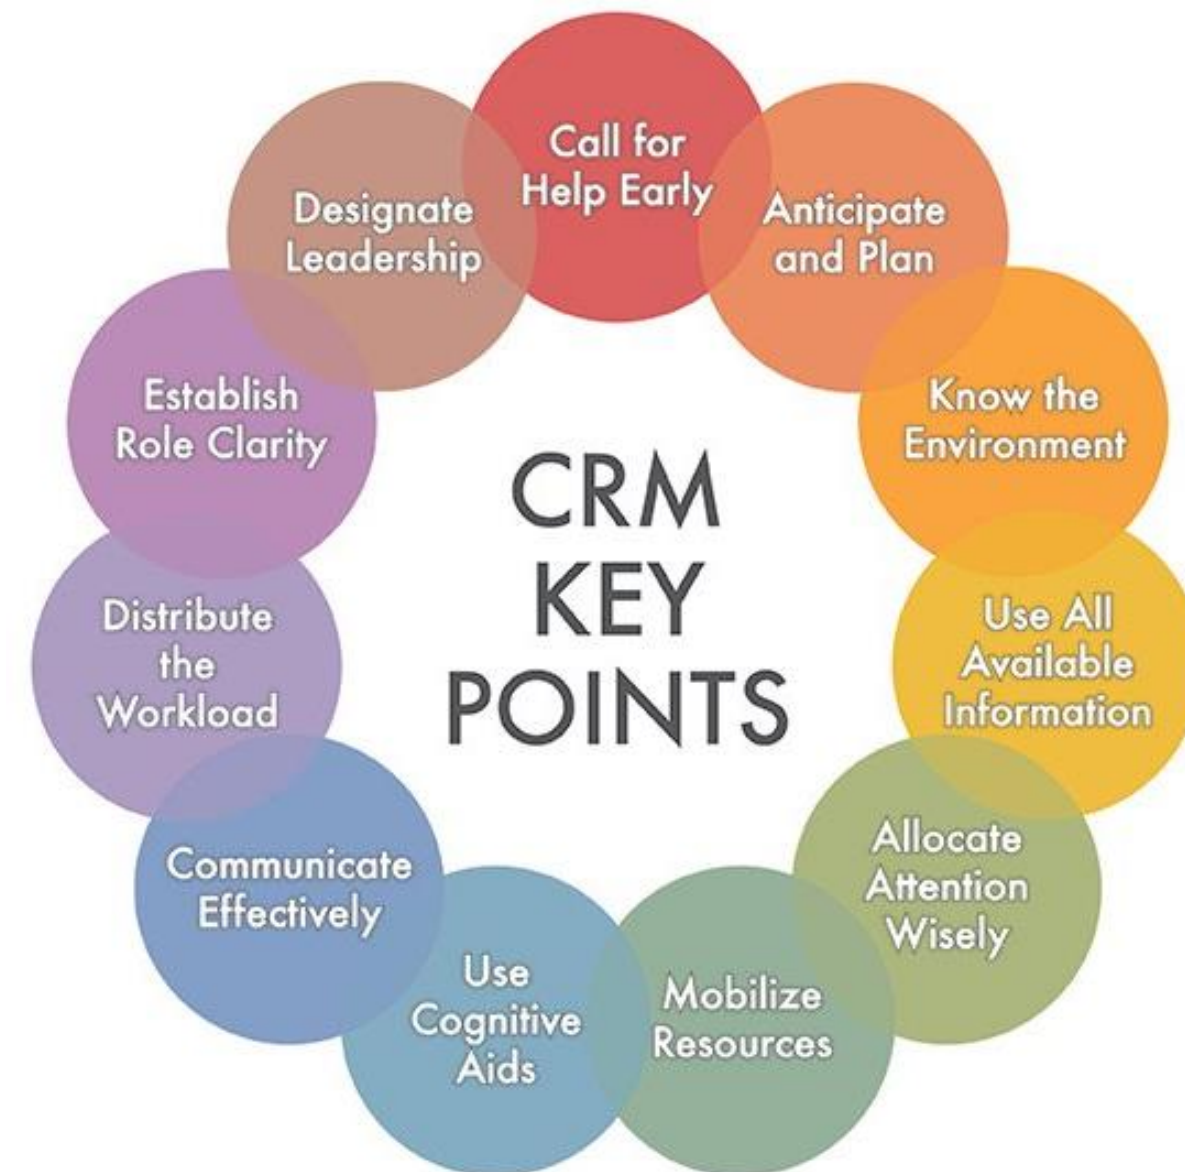 Call for
Help Early
Anticipate
and Plan
Know the
Environment
Use All
Available
Information
Allocate
Attention
Wisely
Mobilize
Resources
Use
Cognitive
Aids
Communicate
Effectively
Distribute
the
Workload
Establish
Role Clarity
Designate
Leadership
CRM
KEY
POINTS